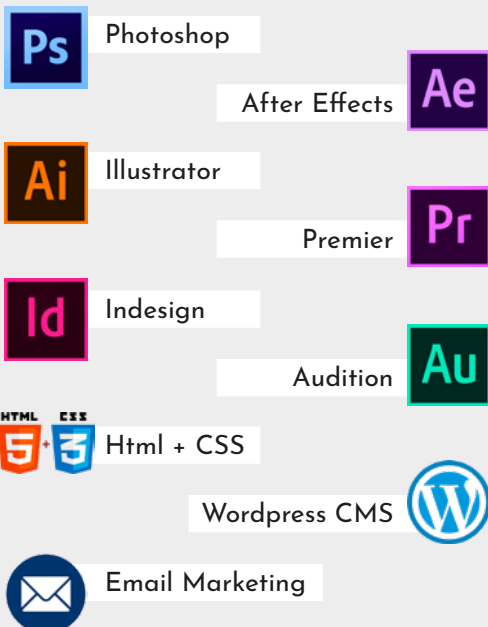 Ps Photoshop
After Effects Ae
Ai Illustrator
Premier Pr
Id Indesign
Audition Au
HTML CSS
5 + 3 Html + CSS
Wordpress CMS W
Email Marketing